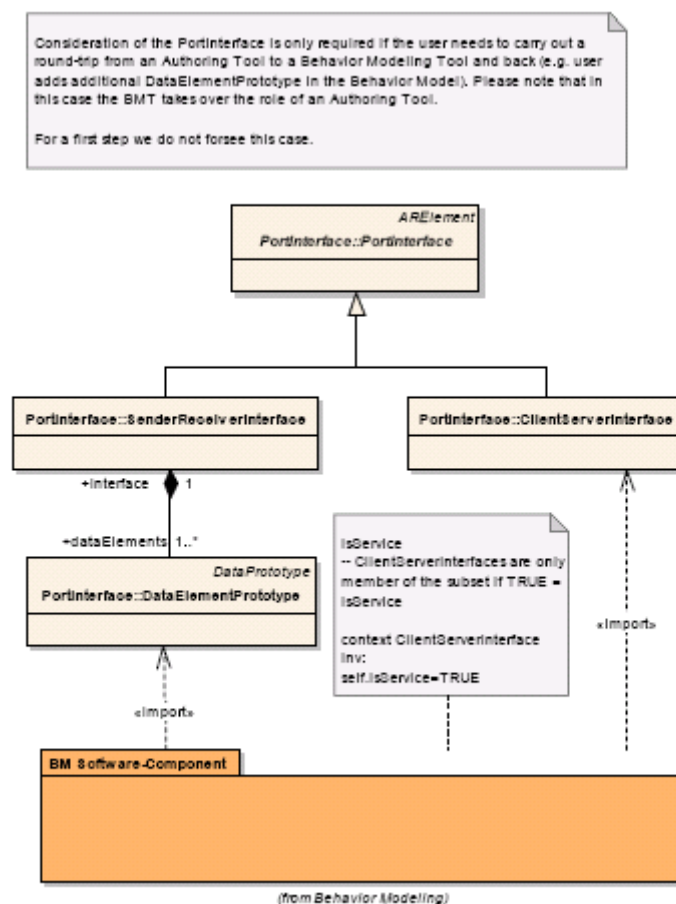 Consideration of the PortInterface is only required if the user needs to carry out a
round-trip from an Authoring Tool to a Behavior Modeling Tool and back (e.g. user
adds additional DataElementPrototype in the Behavior Model). Please note that in
this case the BMT takes over the role of an Authoring Tool.
For a first step we do not forsee this case.
ARElement
PortInterface::PortInterface
PortInterface::SenderReceiverInterface
PortInterface::ClientServerInterface
+interface 1
+dataElements 1..*
DataPrototype
PortInterface::DataElementPrototype
isService
-- ClientServerInterfaces are only
member of the subset if TRUE =
isService
context ClientServerInterface
inv:
self.isService=TRUE
«import»
«import»
BM Software-Component
(from Behavior Modeling)